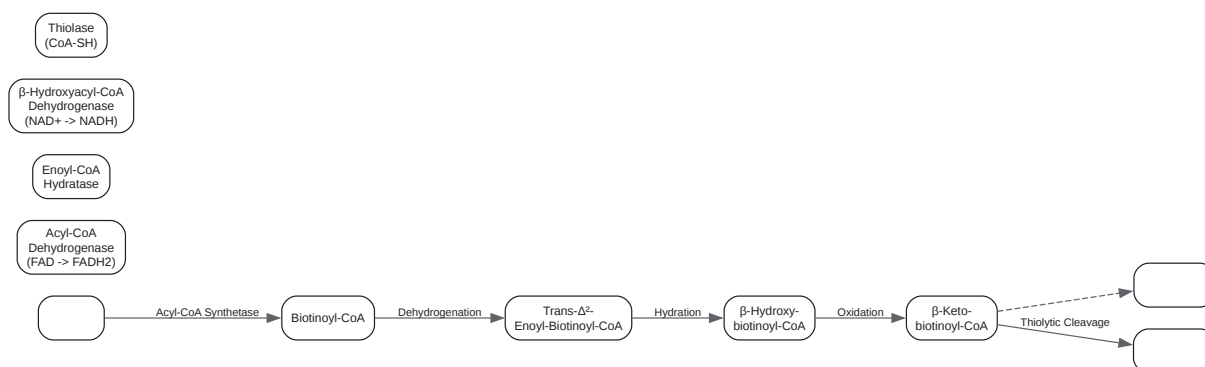 Thiolase
(CoA-SH)
β-Hydroxyacyl-CoA
Dehydrogenase
(NAD+ -> NADH)
Enoyl-CoA
Hydratase
Acyl-CoA
Dehydrogenase
(FAD -> FADH2)
Acyl-CoA Synthetase
Biotinoyl-CoA
Dehydrogenation
Trans-Δ²-
Enoyl-Biotinoyl-CoA
Hydration
β-Hydroxy-
biotinoyl-CoA
Oxidation
β-Keto-
biotinoyl-CoA
Thiolytic Cleavage